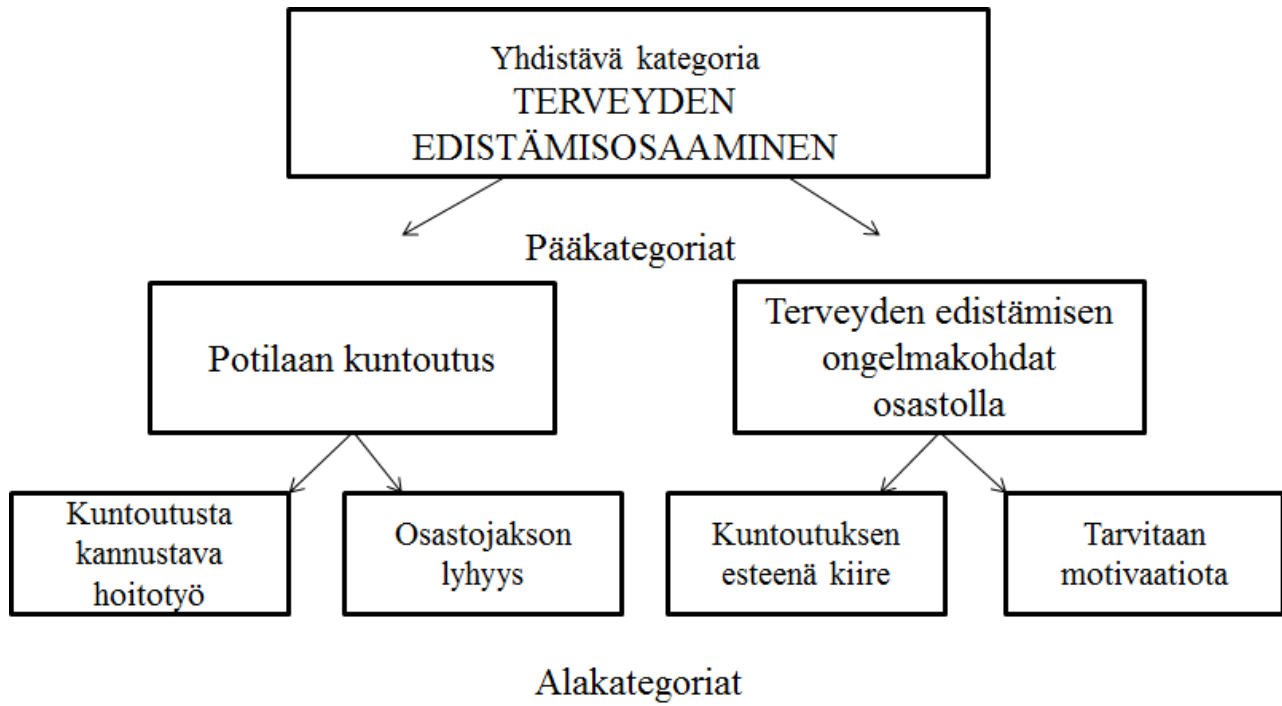 Yhdistävä kategoria
TERVEYDEN
EDISTÄMISOSAAMINEN
Pääkategoriat
Potilaan kuntoutus
Terveyden edistämisen
ongelmakohdat
osastolla
Kuntoutusta
kannustava
hoitotyö
Osastojakson
lyhyys
Kuntoutuksen
esteenä kiire
Tarvitaan
motivaatiota
Alakategoriat